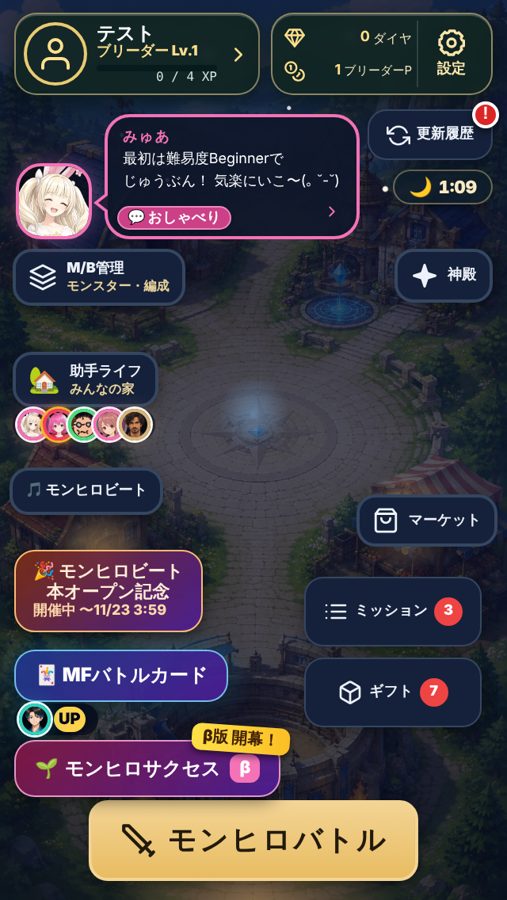 テスト
ブリーダー Lv.1
0 / 4 XP
0 ダイヤ
1 ブリーダーP
設定
更新履歴
!
みゅあ
最初は難易度Beginnerで
じゅうぶん！ 気楽にいこ〜(｡˘-˘)
💬 おしゃべり
🌙 1:09
M/B管理
モンスター・編成
神殿
🏡 助手ライフ
みんなの家
🎵 モンヒロビート
マーケット
🎉 モンヒロビート
本オープン記念
開催中 〜11/23 3:59
ミッション 3
🃏 MFバトルカード
ギフト 7
UP
β版 開幕！
🌱 モンヒロサクセス β
モンヒロバトル